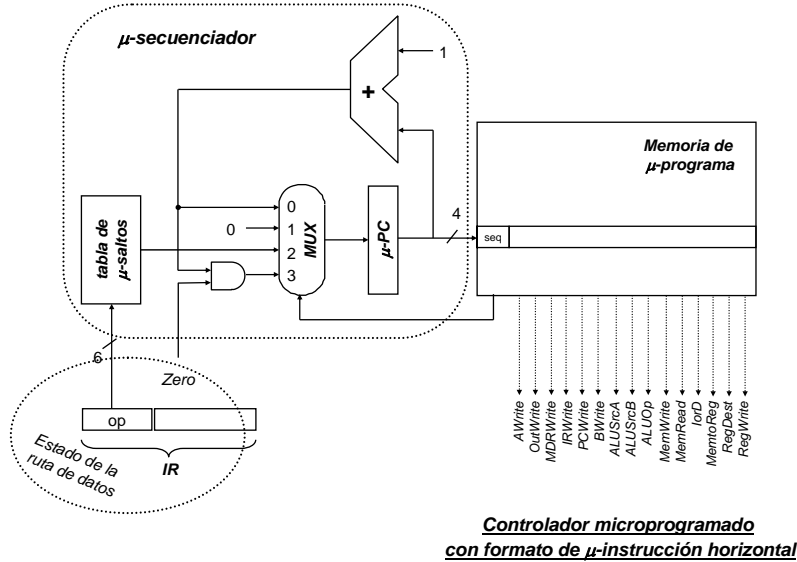 μ-secuenciador
1
+
Memoria de
μ-programa
tabla de
μ-saltos
0
0
1
2
3
MUX
μ-PC
4
seq
6
Zero
op
IR
Estado de la
ruta de datos
AWrite
OutWrite
MDRWrite
IRWrite
PCWrite
BWrite
ALUSrcA
ALUSrcB
ALUOp
MemWrite
MemRead
IorD
MemtoReg
RegDest
RegWrite
Controlador microprogramado
con formato de μ-instrucción horizontal